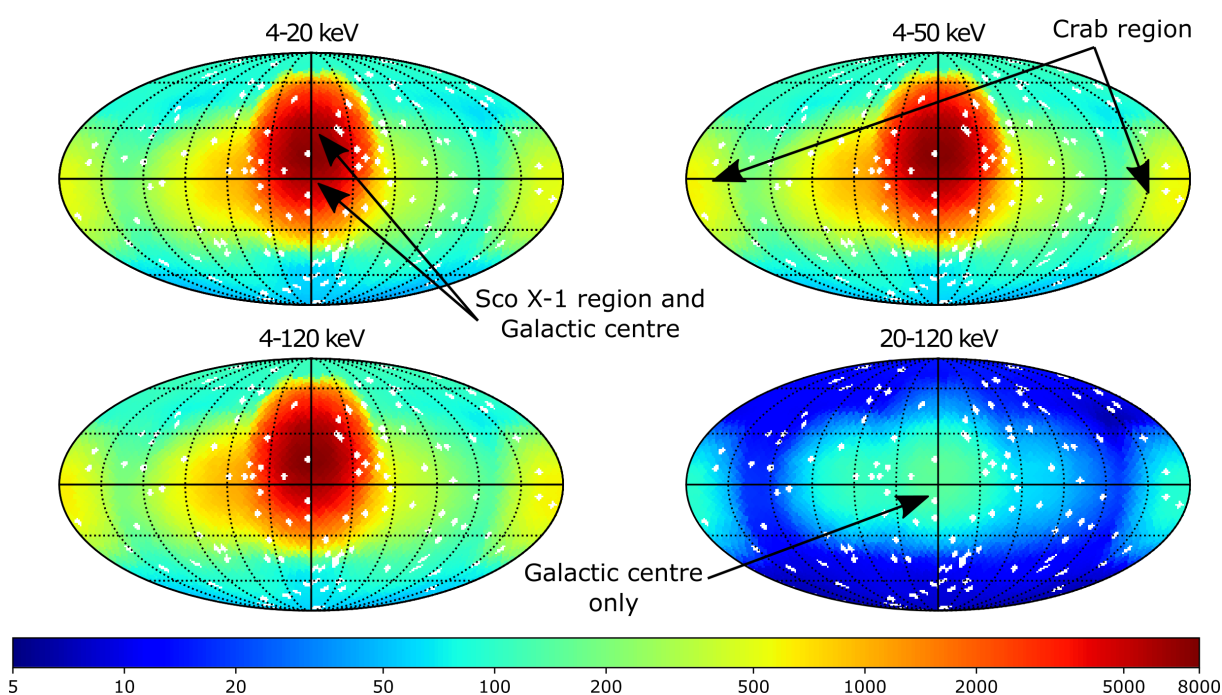 4-20 keV
4-50 keV
Crab region
Sco X-1 region and
Galactic centre
4-120 keV
20-120 keV
Galactic centre
only
5 10 20 50 100 200 500 1000 2000 5000 8000